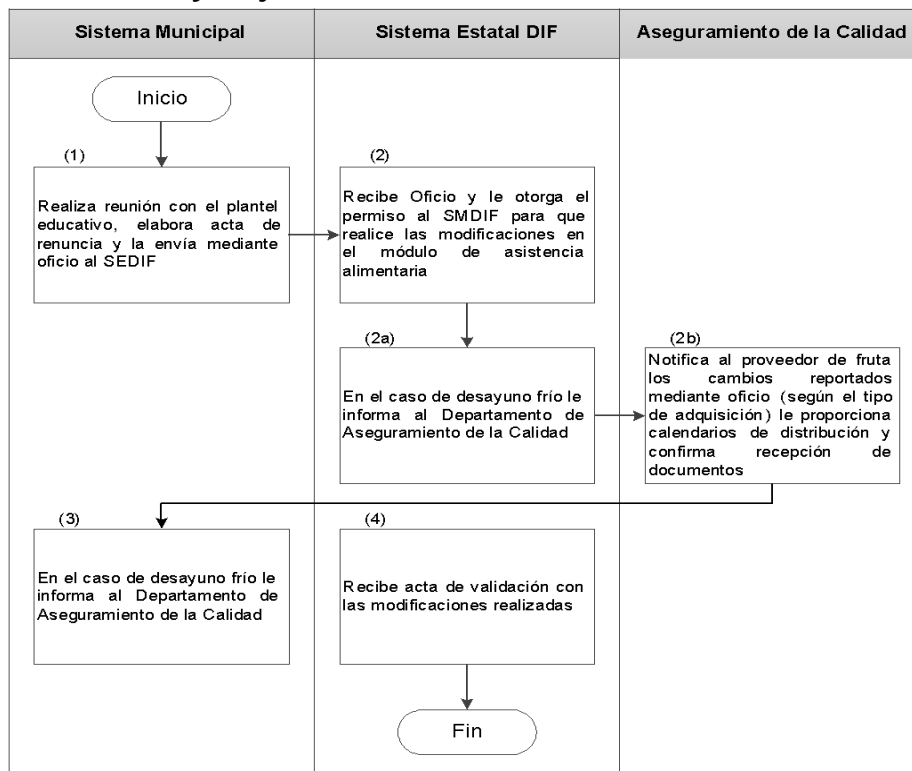 Sistema Municipal
Sistema Estatal DIF
Aseguramiento de la Calidad
Inicio
(1)
Realiza reunión con el plantel
educativo, elabora acta de
renuncia y la envía mediante
oficio al SEDIF
(2)
Recibe Oficio y le otorga el
permiso al SMDIF para que
realice las modificaciones en
el módulo de asistencia
alimentaria
(2a)
En el caso de desayuno frío le
informa al Departamento de
Aseguramiento de la Calidad
(2b)
Notifica al proveedor de fruta
los cambios reportados
mediante oficio (según el tipo
de adquisición) le proporciona
calendarios de distribución y
confirma recepción de
documentos
(3)
En el caso de desayuno frío le
informa al Departamento de
Aseguramiento de la Calidad
(4)
Recibe acta de validación con
las modificaciones realizadas
Fin